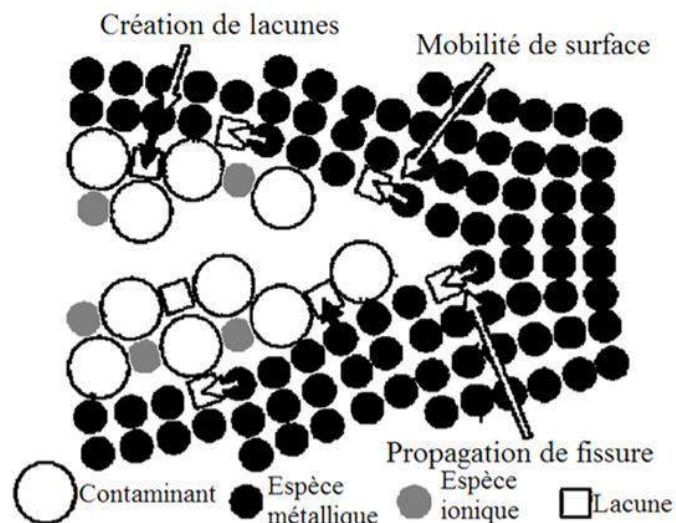 Création de lacunes
Mobilité de surface
Propagation de fissure
Contaminant
Espèce
métallique
Espèce
ionique
Lacune